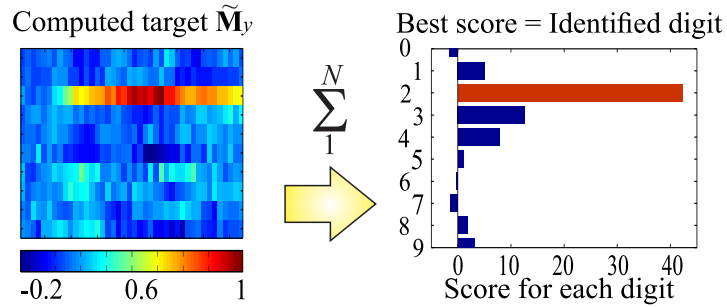 Computed target M̃y
-0.2 0.6 1
N
∑
1
Best score = Identified digit
0
1
2
3
4
5
6
7
8
9
0 10 20 30 40
Score for each digit